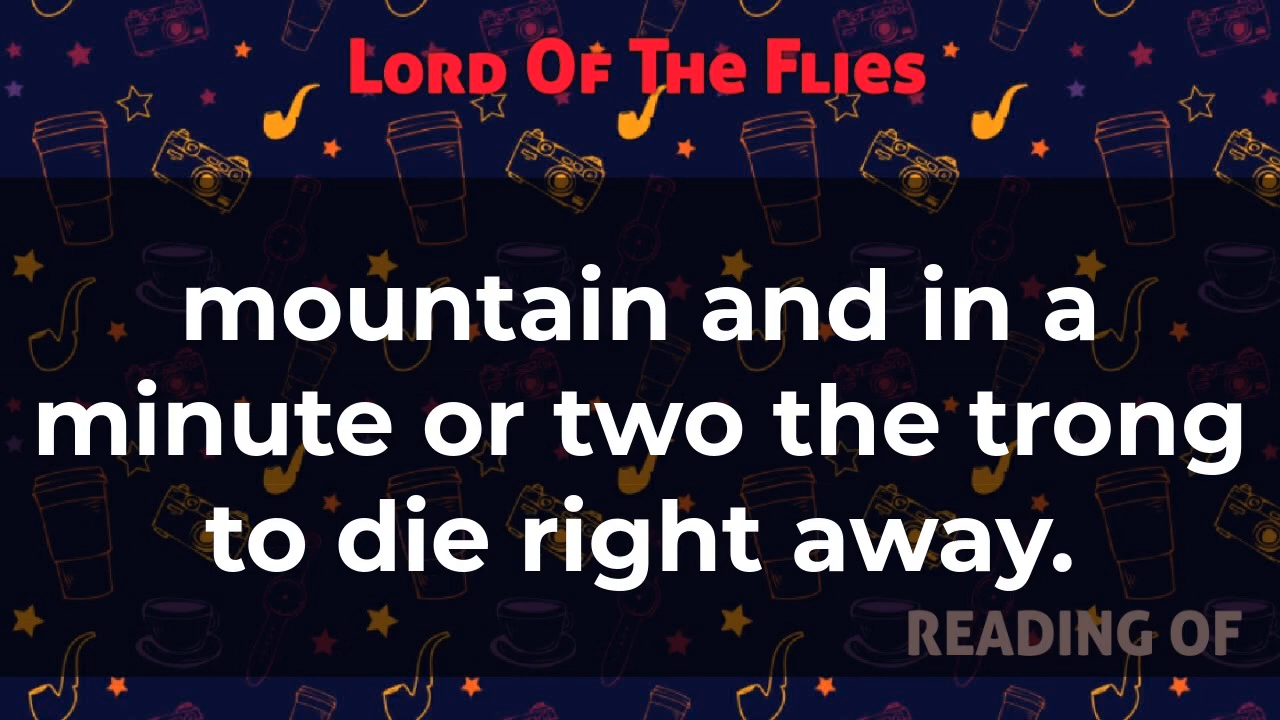 Lord Of The Flies
mountain and in a
minute or two the trong
to die right away.
READING OF